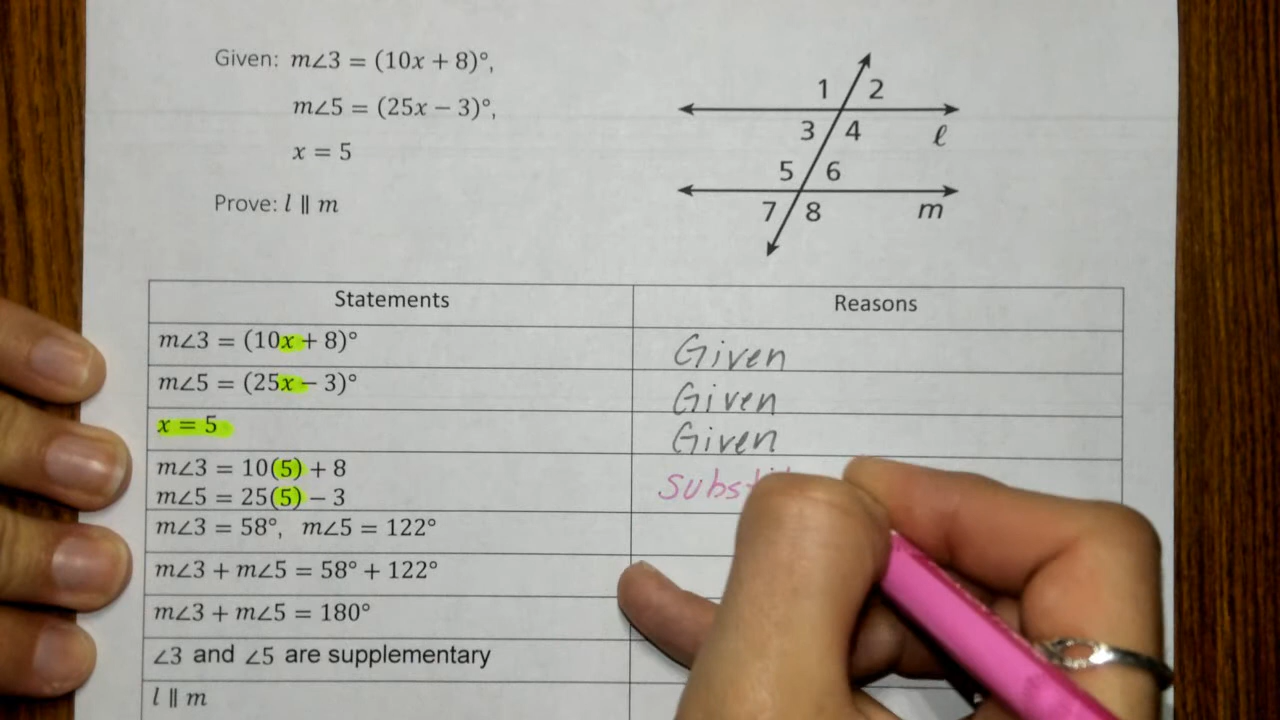 Given: m∠3 = (10x + 8)°,
m∠5 = (25x − 3)°,
x = 5
Prove: l ∥ m
1 2
3 4 ℓ
5 6
7 8 m
Statements Reasons
m∠3 = (10x + 8)° Given
m∠5 = (25x − 3)° Given
x = 5 Given
m∠3 = 10(5) + 8
m∠5 = 25(5) − 3
m∠3 = 58°, m∠5 = 122°
m∠3 + m∠5 = 58° + 122°
m∠3 + m∠5 = 180°
∠3 and ∠5 are supplementary
l ∥ m